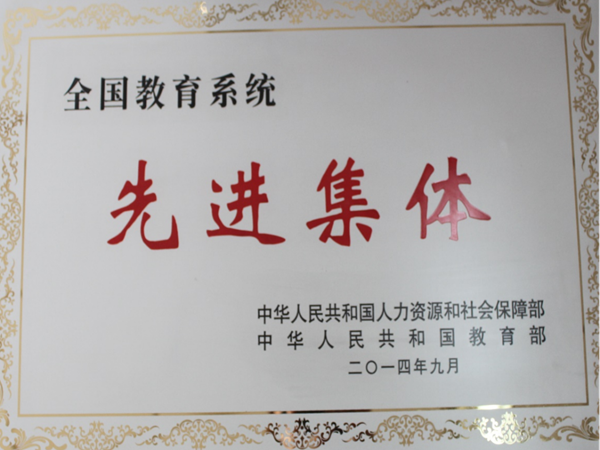 全国教育系统
先进集体
中华人民共和国人力资源和社会保障部
中华人民共和国教育部
二〇一四年九月